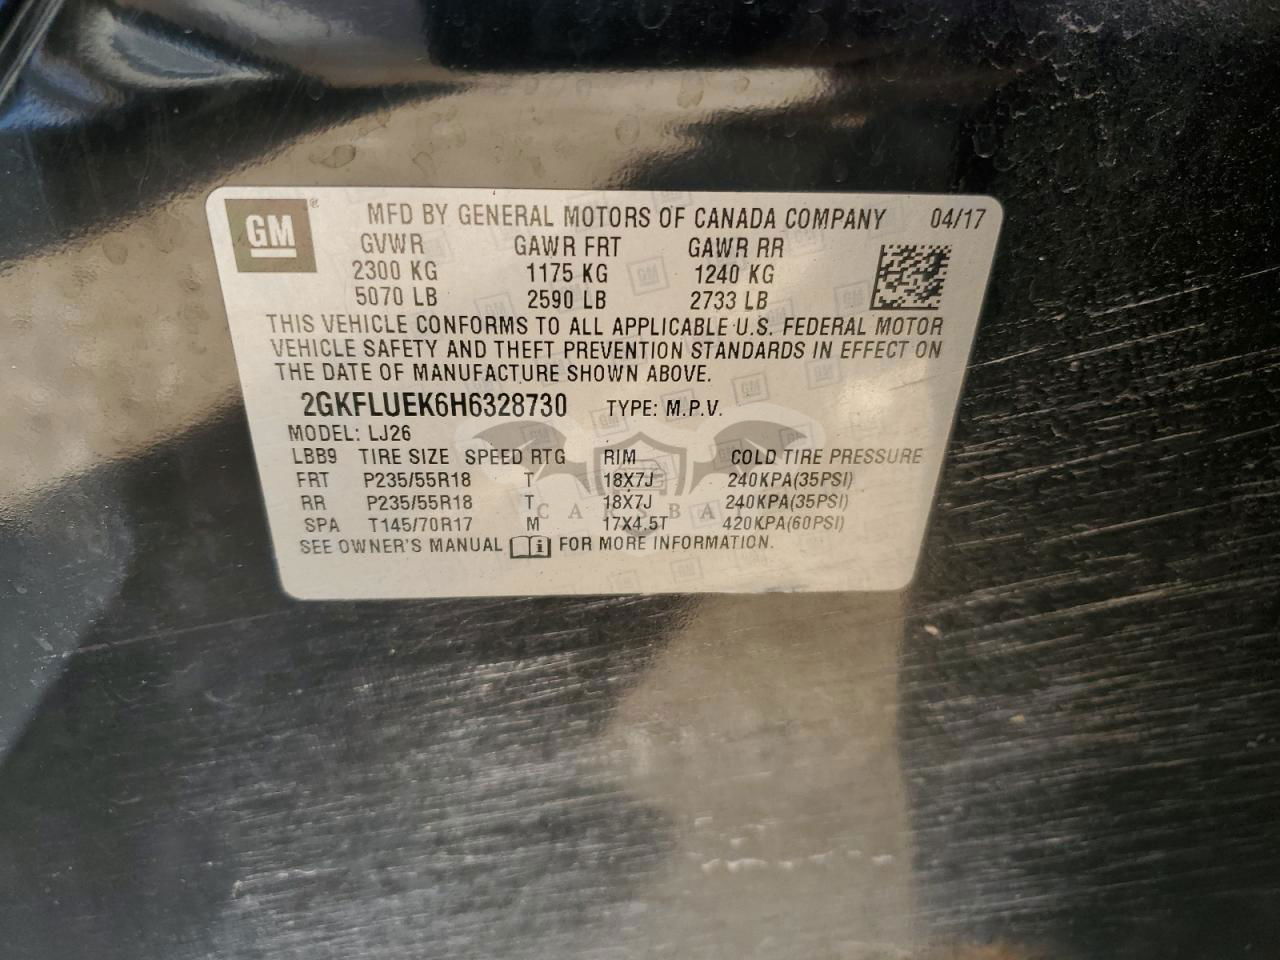 GM ® MFD BY GENERAL MOTORS OF CANADA COMPANY 04/17
GVWR GAWR FRT GAWR RR
2300 KG 1175 KG 1240 KG
5070 LB 2590 LB 2733 LB
THIS VEHICLE CONFORMS TO ALL APPLICABLE U.S. FEDERAL MOTOR
VEHICLE SAFETY AND THEFT PREVENTION STANDARDS IN EFFECT ON
THE DATE OF MANUFACTURE SHOWN ABOVE.
2GKFLUEK6H6328730 TYPE: M.P.V.
MODEL: LJ26
LBB9 TIRE SIZE SPEED RTG RIM COLD TIRE PRESSURE
FRT P235/55R18 T 18X7J 240KPA(35PSI)
RR P235/55R18 T 18X7J 240KPA(35PSI)
CARSBA
SPA T145/70R17 M 17X4.5T 420KPA(60PSI)
SEE OWNER'S MANUAL i FOR MORE INFORMATION.